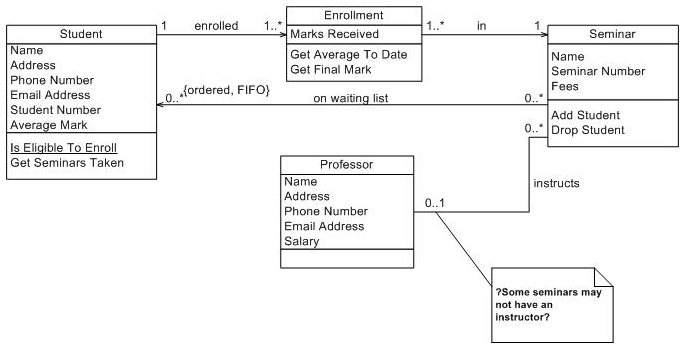 Student
Name
Address
Phone Number
Email Address
Student Number
Average Mark
Is Eligible To Enroll
Get Seminars Taken
1 enrolled 1..*
Enrollment
Marks Received
Get Average To Date
Get Final Mark
1..* in 1
Seminar
Name
Seminar Number
Fees
Add Student
Drop Student
{ordered, FIFO}
0..* on waiting list 0..*
0..*
instructs
0..1
Professor
Name
Address
Phone Number
Email Address
Salary
?Some seminars may
not have an
instructor?